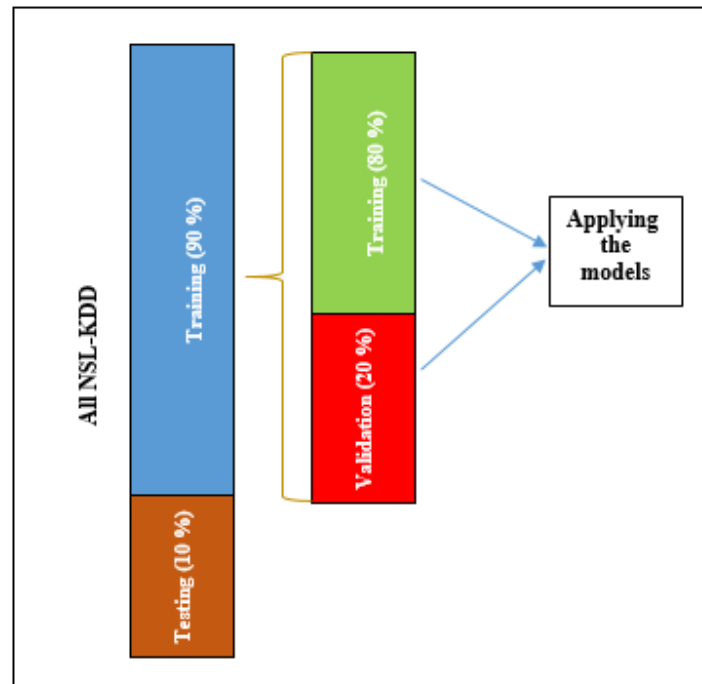 All NSL-KDD
Training (90 %)
Testing (10 %)
Training (80 %)
Validation (20 %)
Applying
the
models